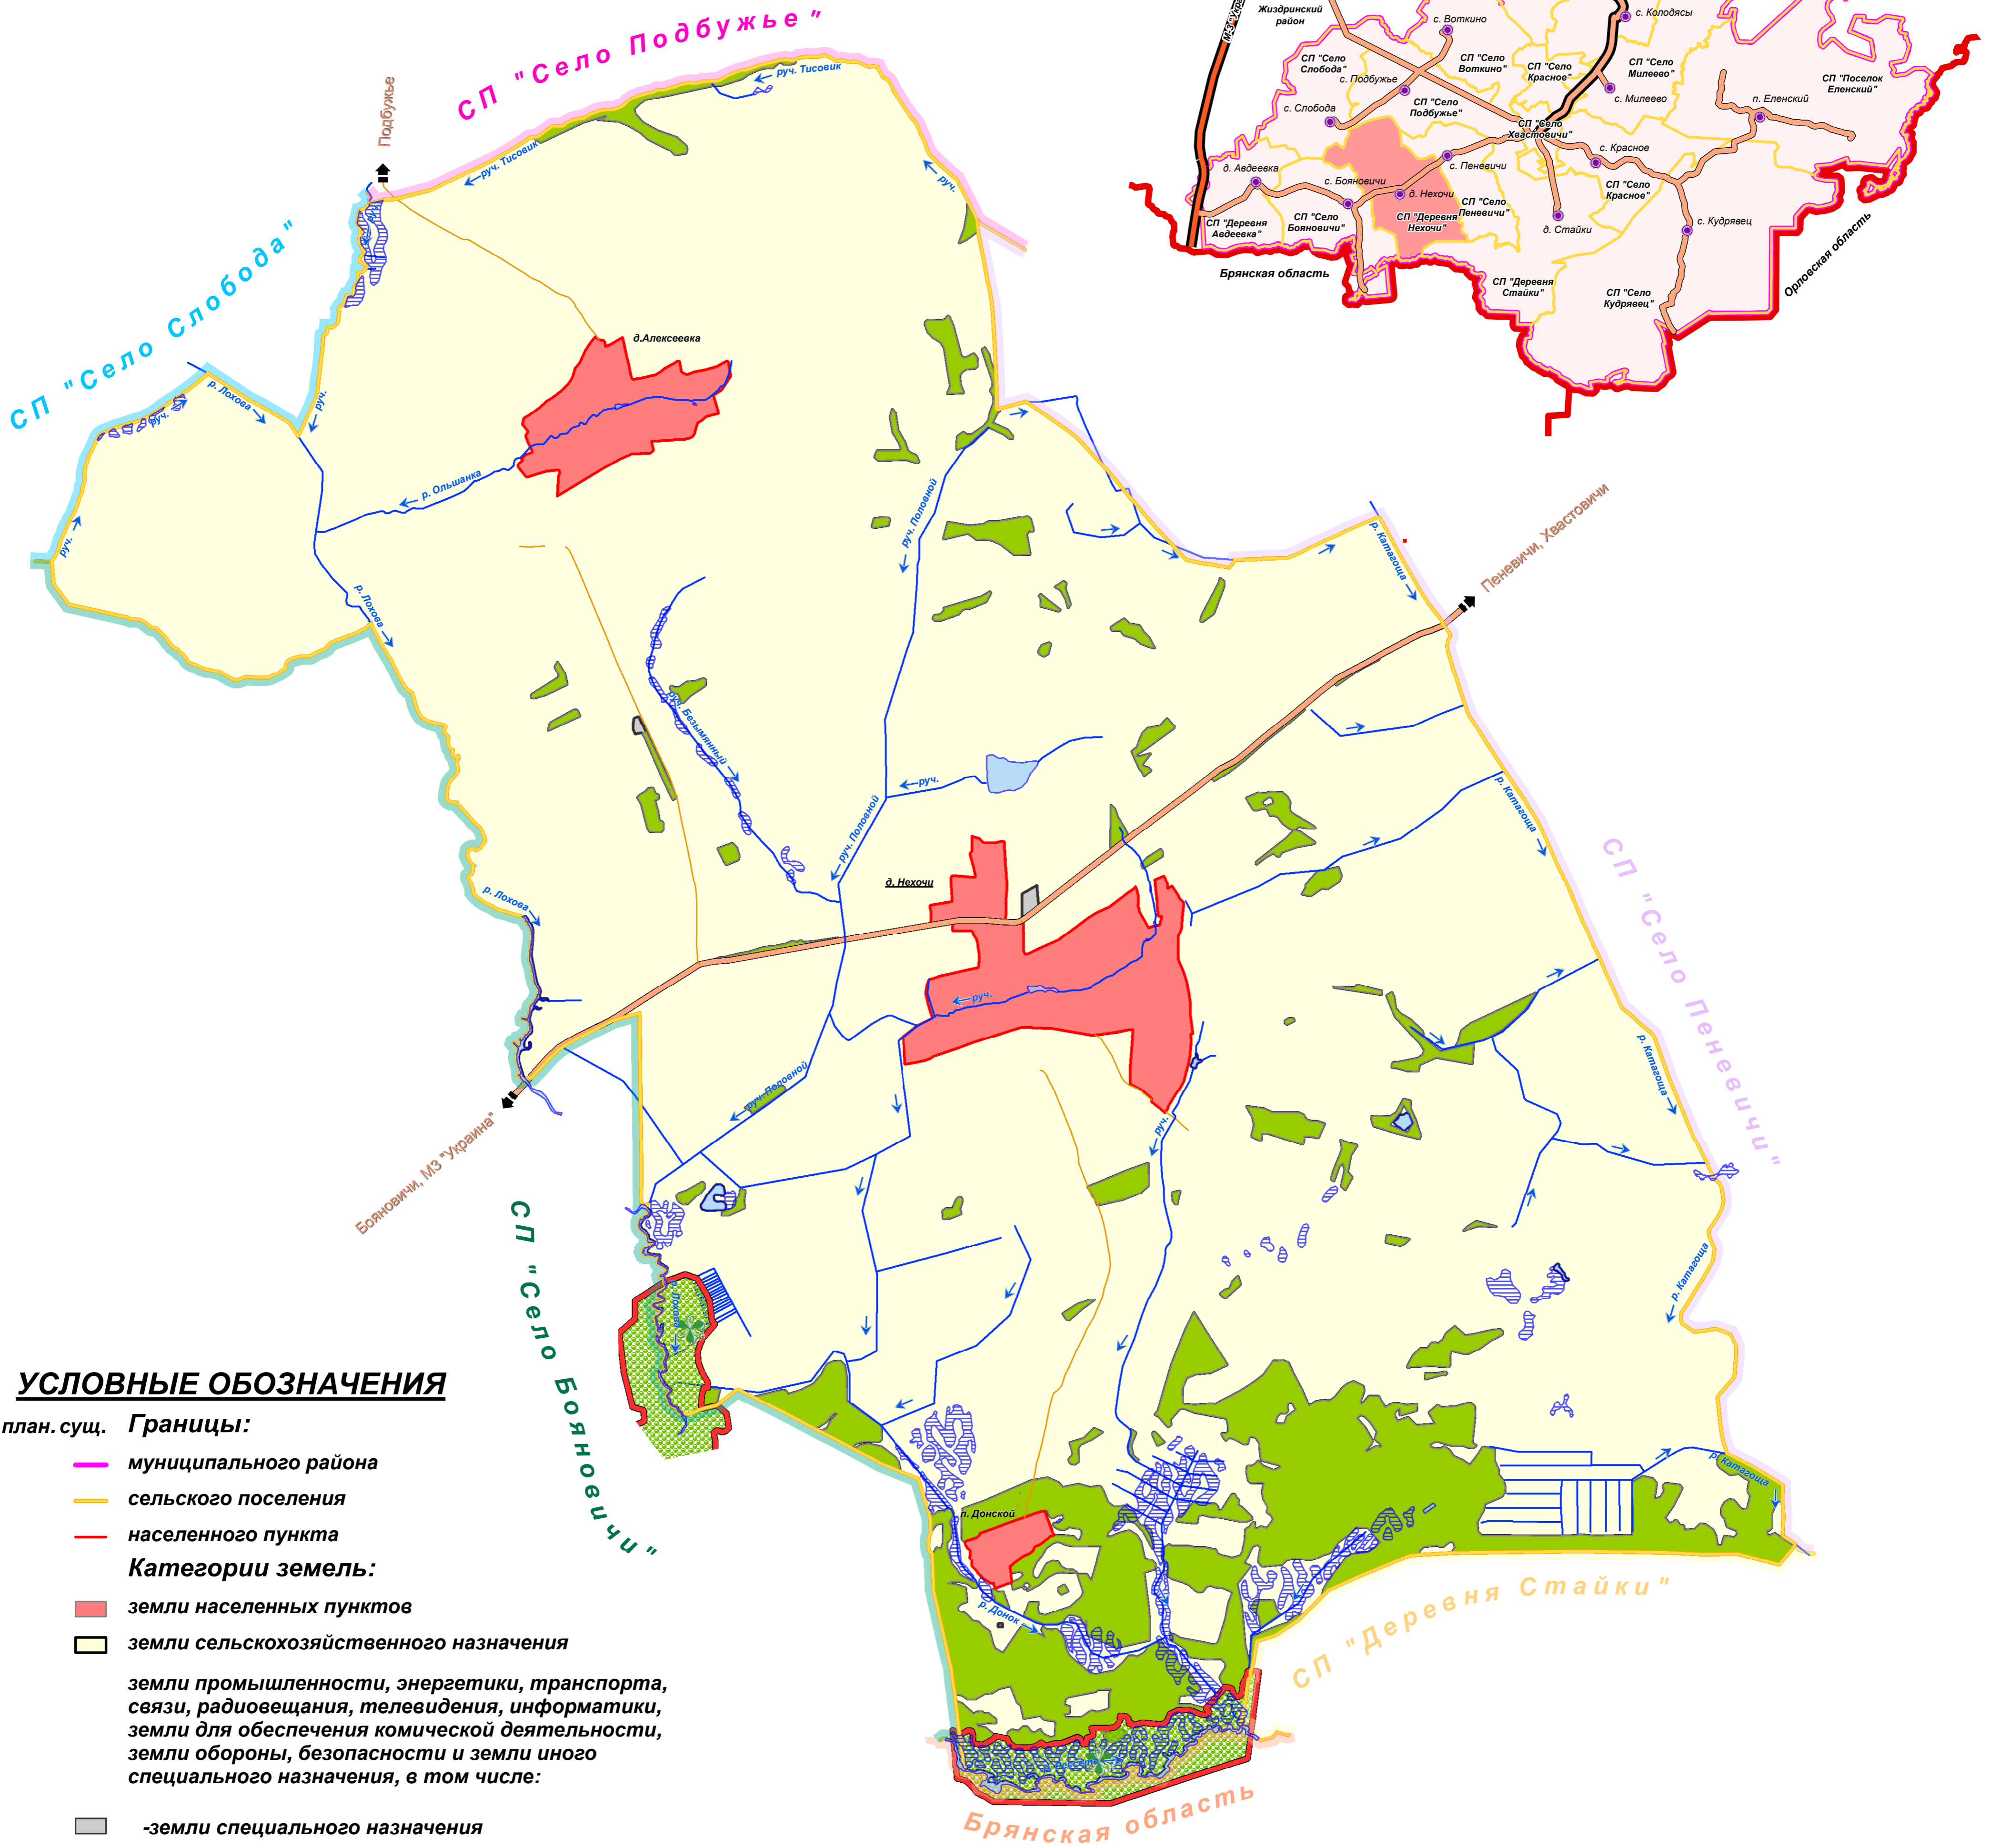 СП "Село Подбужье"
Подбужье
руч. Тисовик
руч. Тисовик
руч.
СП "Село Слобода"
руч.
р. Лохова
руч.
руч.
руч.
д.Алексеевка
р. Ольшанка
р. Лохова
руч. Половной
руч. Безымянный
руч.
руч. Половной
р. Лохова
д. Нехочи
руч.
руч. Половной
руч.
Бояновичи, М3 "Украина"
СП "Село Бояновичи"
р. Катагоща
Пеневичи, Хвастовичи
р. Катагоща
СП "Село Пеневичи"
р. Катагоща
р. Катагоща
р. Катагоща
п. Донской
р. Донок
СП "Деревня Стайки"
Брянская область
Жиздринский
район
с. Воткино
с. Колодясы
СП "Село
Слобода"
с. Подбужье
СП "Село
Воткино"
СП "Село
Красное"
СП "Село
Милеево"
с. Милеево
СП "Поселок
Еленский"
п. Еленский
с. Слобода
СП "Село
Подбужье"
СП "Село
Хвастовичи"
с. Красное
д. Авдеевка
с. Бояновичи
с. Пеневичи
д. Нехочи
СП "Село
Красное"
СП "Деревня
Авдеевка"
СП "Село
Бояновичи"
СП "Деревня
Нехочи"
СП "Село
Пеневичи"
д. Стайки
с. Кудрявец
Брянская область
СП "Деревня
Стайки"
СП "Село
Кудрявец"
Орловская область
УСЛОВНЫЕ ОБОЗНАЧЕНИЯ
план. сущ. Границы:
муниципального района
сельского поселения
населенного пункта
Категории земель:
земли населенных пунктов
земли сельскохозяйственного назначения
земли промышленности, энергетики, транспорта,
связи, радиовещания, телевидения, информатики,
земли для обеспечения комической деятельности,
земли обороны, безопасности и земли иного
специального назначения, в том числе:
-земли специального назначения